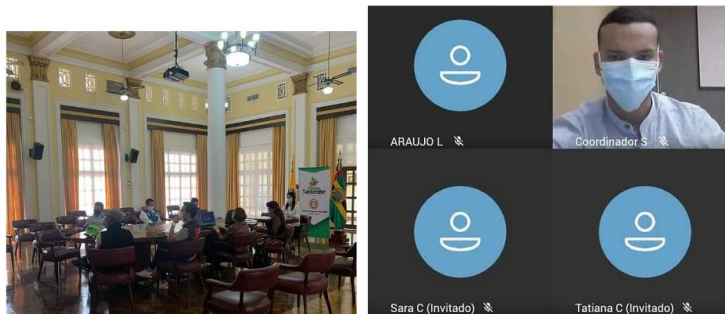 Santander
ARAUJO L
Coordinador S
Sara C (Invitado)
Tatiana C (Invitado)